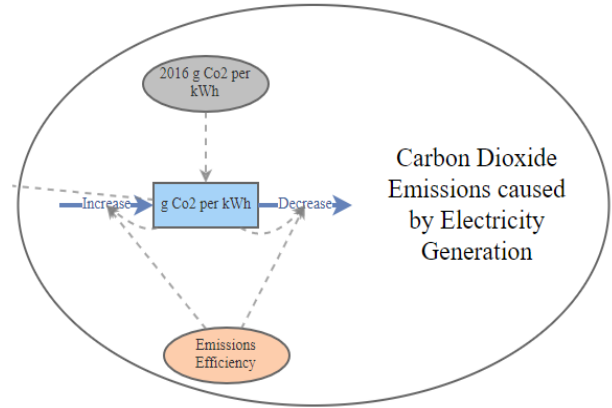 2016 g Co2 per
kWh
Increase
g Co2 per kWh
Decrease
Carbon Dioxide
Emissions caused
by Electricity
Generation
Emissions
Efficiency